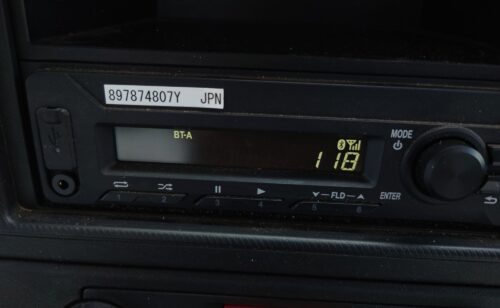 897874807Y JPN
BT-A
118
MODE
FLD
ENTER
1 2 3 4 5 6